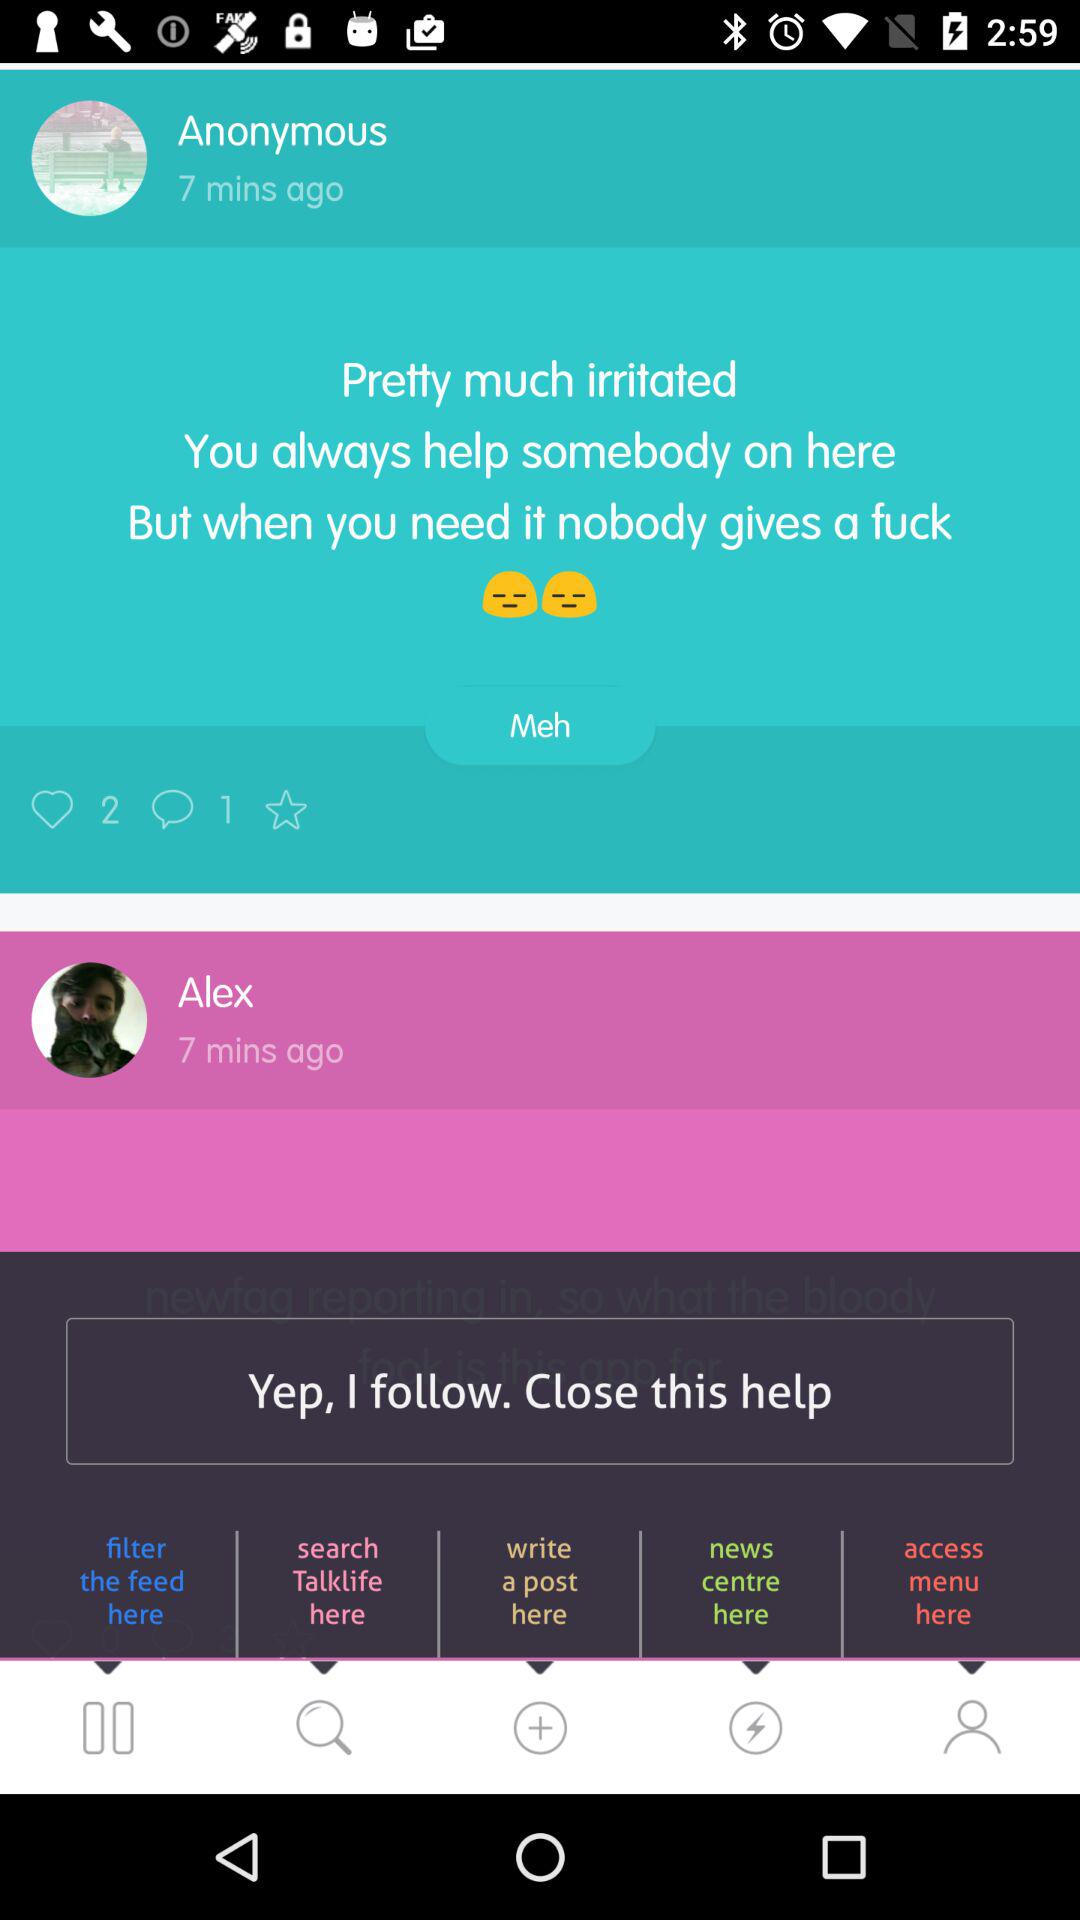 FAKE
2:59
Anonymous
7 mins ago
Pretty much irritated
You always help somebody on here
But when you need it nobody gives a fuck
Meh
2 1
Alex
7 mins ago
newfag reporting in, so what the bloody
fook is this app for
Yep, I follow. Close this help
filter
the feed
here
search
Talklife
here
write
a post
here
news
centre
here
access
menu
here